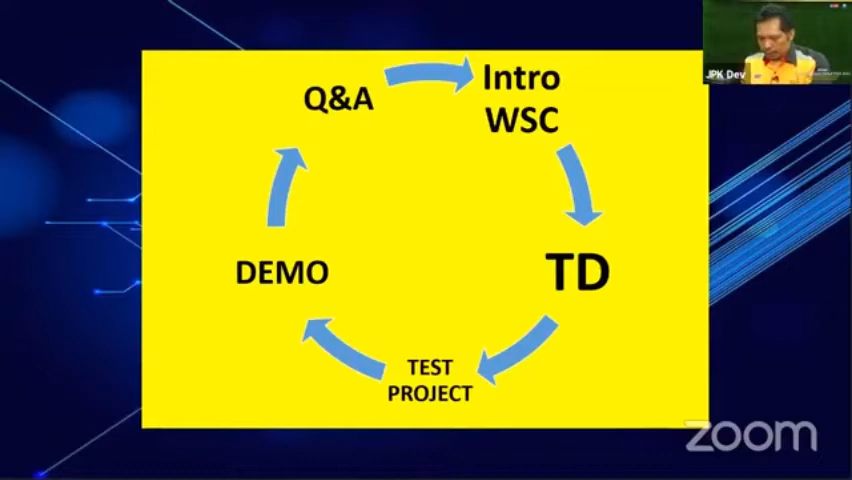 Q&A
Intro
WSC
DEMO
TD
TEST
PROJECT
JPK Dev
zoom